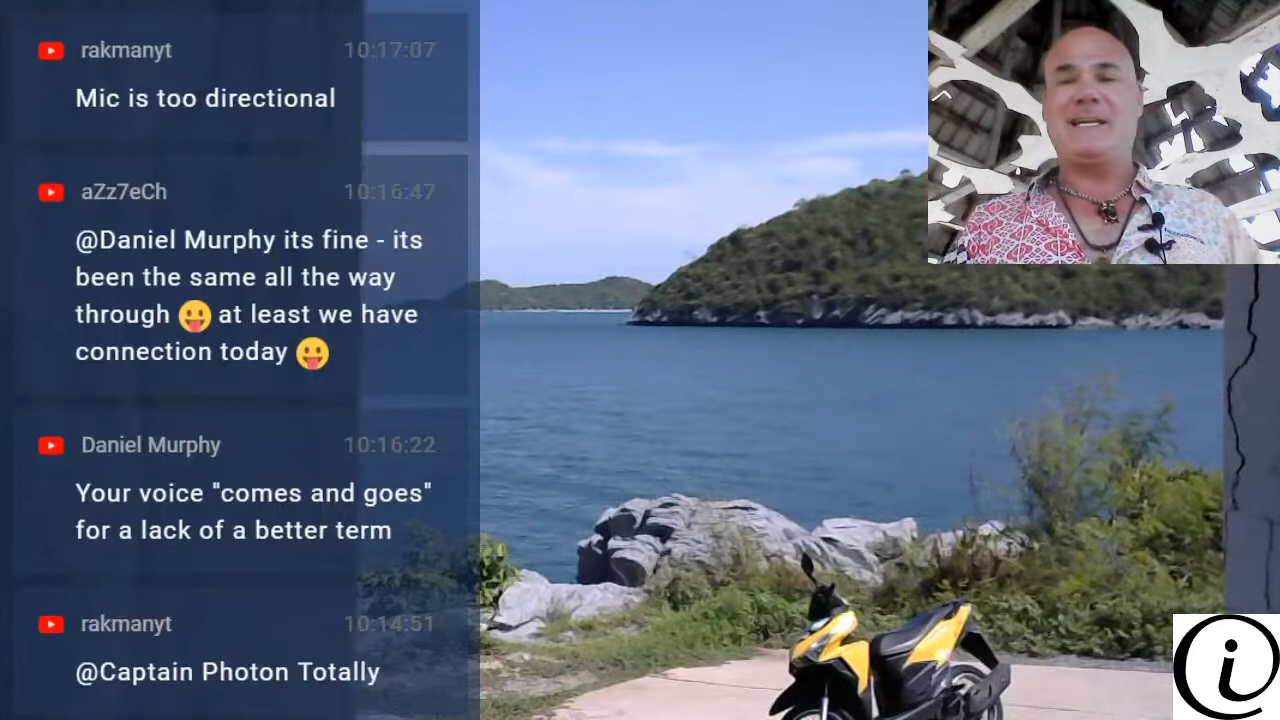 rakmanyt 10:17:07
Mic is too directional
aZz7eCh 10:16:47
@Daniel Murphy its fine - its
been the same all the way
through 😛 at least we have
connection today 😛
Daniel Murphy 10:16:22
Your voice "comes and goes"
for a lack of a better term
rakmanyt 10:14:51
@Captain Photon Totally
i